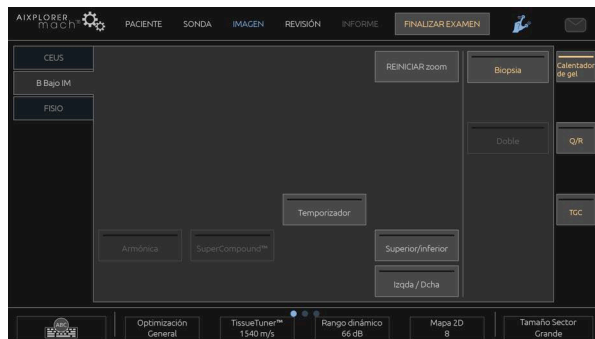 AIXPLORER
mach
PACIENTE
SONDA
IMAGEN
REVISIÓN
INFORME
FINALIZAR EXAMEN
CEUS
B Bajo IM
FISIO
REINICIAR zoom
Biopsia
Calentador
de gel
Doble
Q/R
Temporizador
TGC
Armónica
SuperCompound™
Superior/inferior
Izqda / Dcha
ABC
Optimización
General
TissueTuner™
1540 m/s
Rango dinámico
66 dB
Mapa 2D
8
Tamaño Sector
Grande